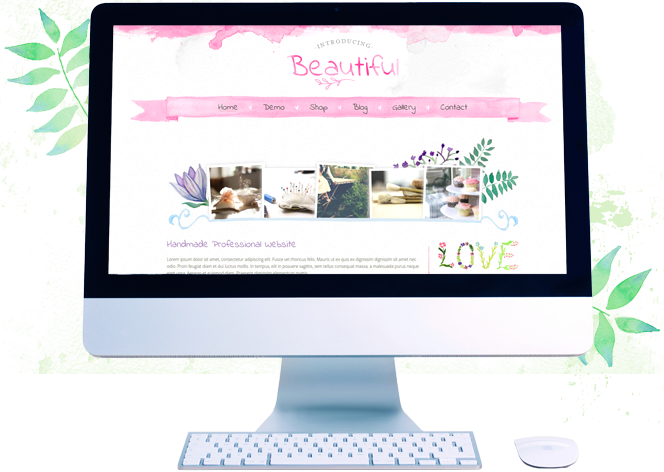 INTRODUCING
Beautiful
Home Demo Shop Blog Gallery Contact
Handmade Professional Website
LOVE
Lorem ipsum dolor sit amet, consectetur adipiscing elit. Fusce vel rhoncus felis. Mauris ut ex quis ex dignissim dignissim sit amet
odio. Proin feugiat diam et dui luctus mollis. In tempus, elit in posuere sagittis, sem tellus consequat massa, a malesuada purus neque